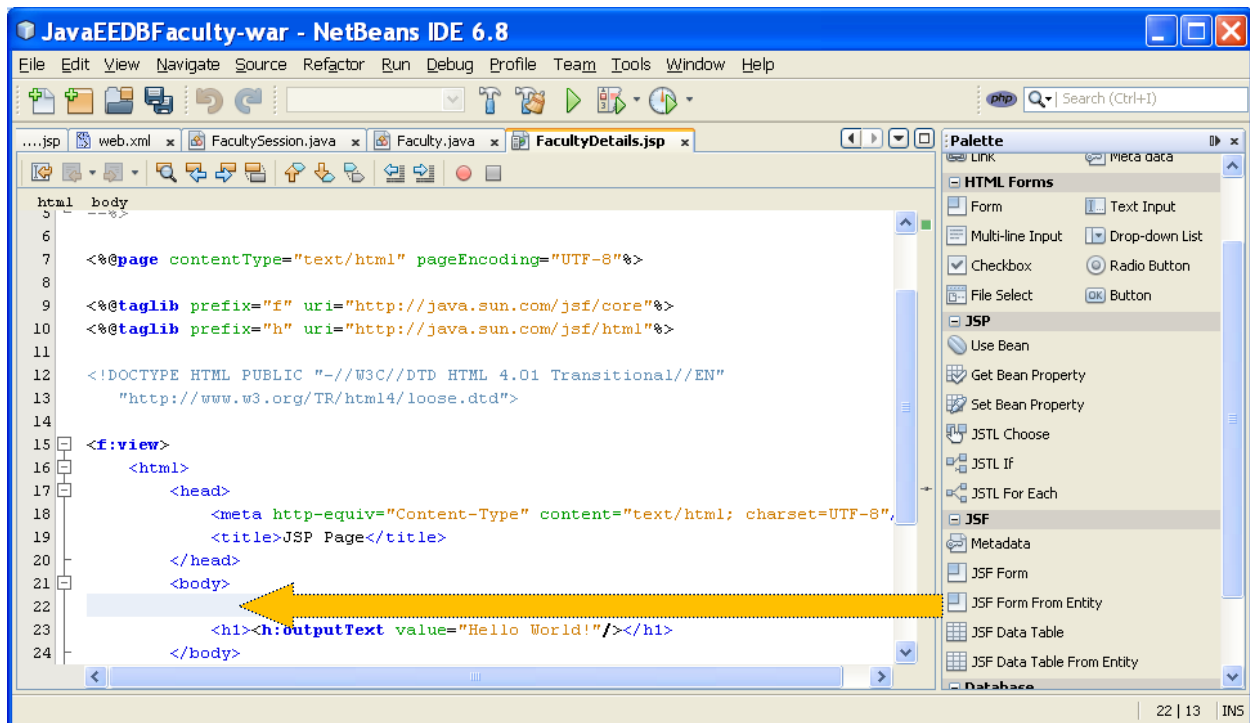 JavaEEDBFaculty-war - NetBeans IDE 6.8
File Edit View Navigate Source Refactor Run Debug Profile Team Tools Window Help
php Search (Ctrl+I)
....jsp web.xml x FacultySession.java x Faculty.java x FacultyDetails.jsp x
html body
5 --%>
6
7 <%@page contentType="text/html" pageEncoding="UTF-8"%>
8
9 <%@taglib prefix="f" uri="http://java.sun.com/jsf/core"%>
10 <%@taglib prefix="h" uri="http://java.sun.com/jsf/html"%>
11
12 <!DOCTYPE HTML PUBLIC "-//W3C//DTD HTML 4.01 Transitional//EN"
13 "http://www.w3.org/TR/html4/loose.dtd">
14
15 <f:view>
16 <html>
17 <head>
18 <meta http-equiv="Content-Type" content="text/html; charset=UTF-8"/
19 <title>JSP Page</title>
20 </head>
21 <body>
22
23 <h1><h:outputText value="Hello World!"/></h1>
24 </body>
Palette x
Link Meta data
HTML Forms
Form Text Input
Multi-line Input Drop-down List
Checkbox Radio Button
File Select OK Button
JSP
Use Bean
Get Bean Property
Set Bean Property
JSTL Choose
JSTL If
JSTL For Each
JSF
Metadata
JSF Form
JSF Form From Entity
JSF Data Table
JSF Data Table From Entity
Database
22 | 13 INS